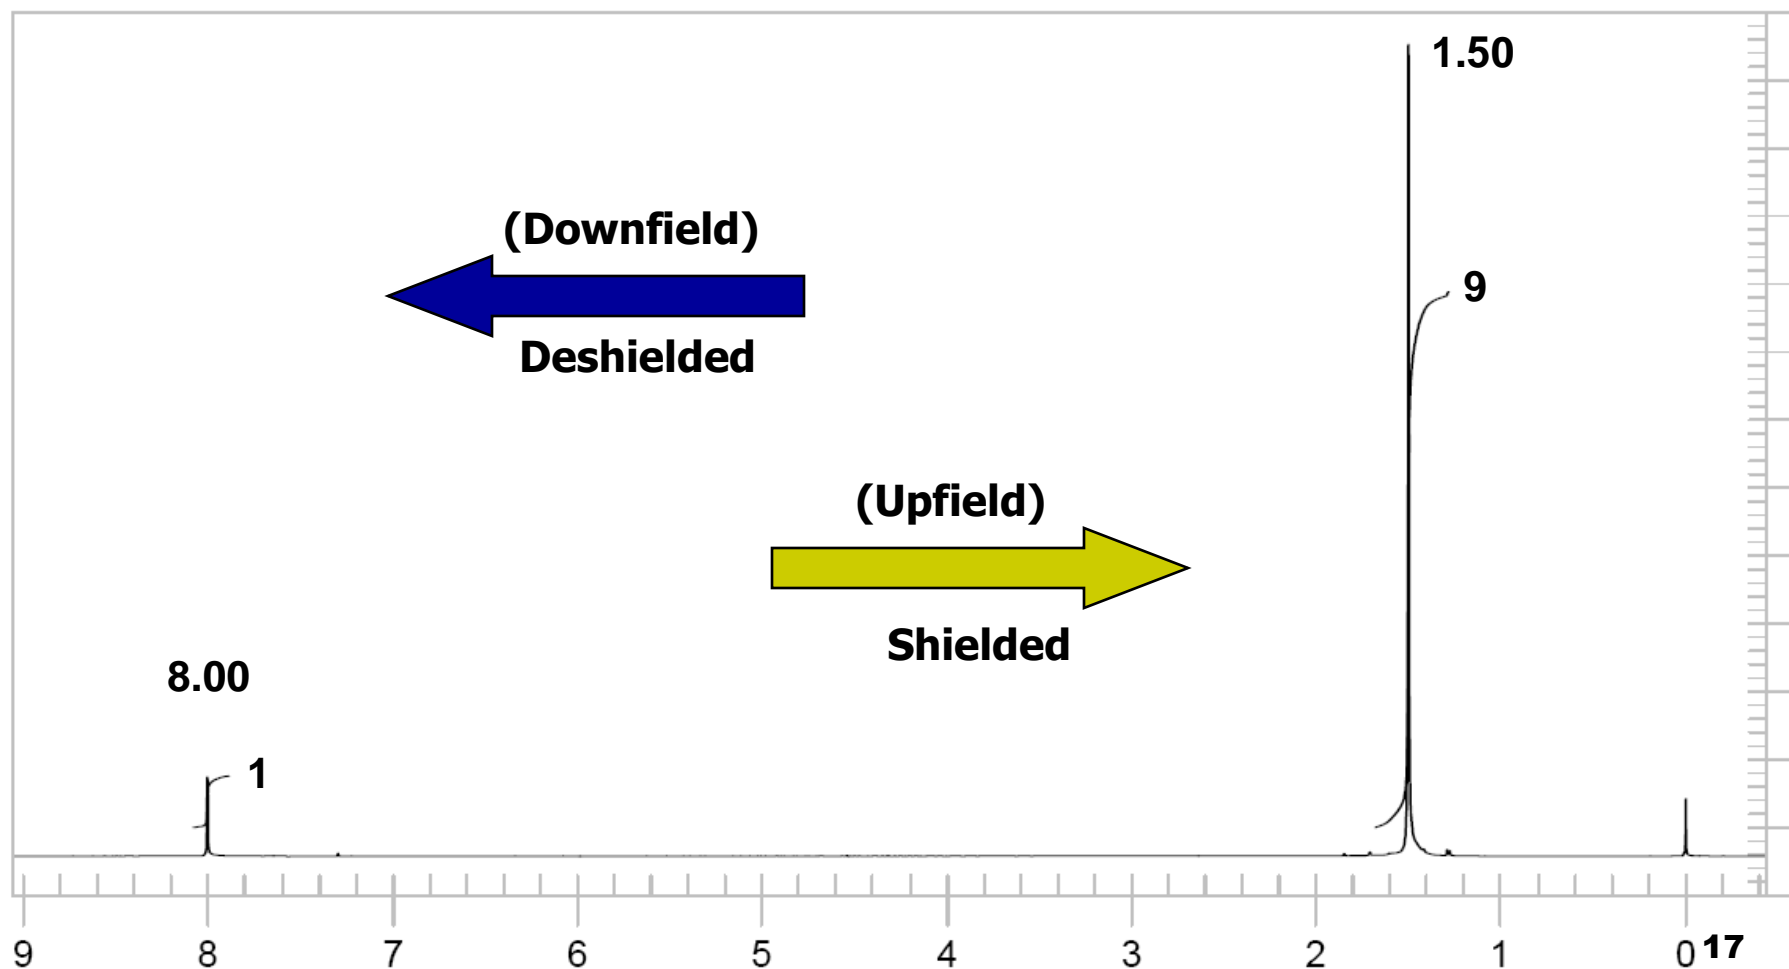 1.50
(Downfield)
9
Deshielded
(Upfield)
Shielded
8.00
1
9 8 7 6 5 4 3 2 1 0 17